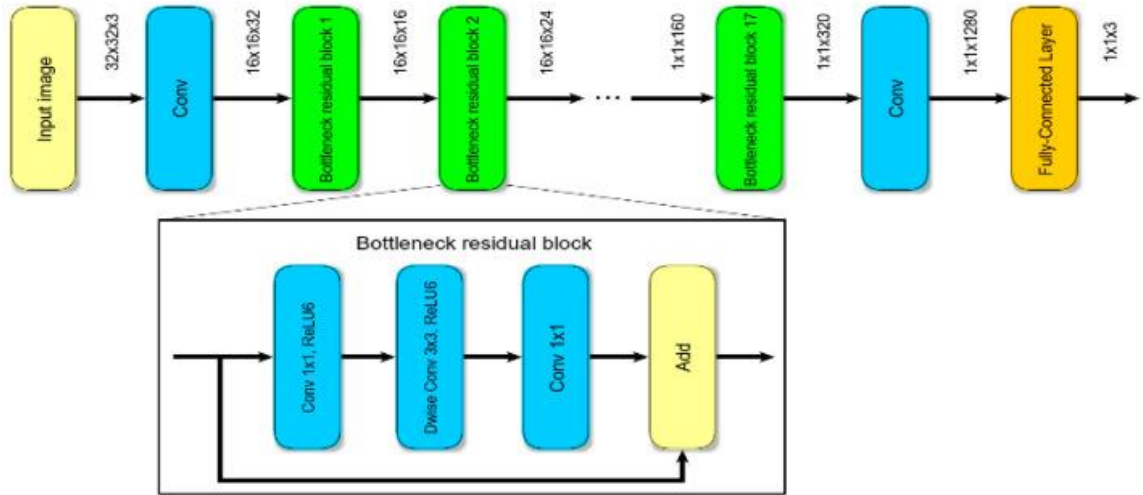 Input image
32x32x3
Conv
16x16x32
Bottleneck residual block 1
16x16x16
Bottleneck residual block 2
16x16x24
...
1x1x160
Bottleneck residual block 17
1x1x320
Conv
1x1x1280
Fully-Connected Layer
1x1x3
Bottleneck residual block
Conv 1x1, ReLU6
Dwise Conv 3x3, ReLU6
Conv 1x1
Add